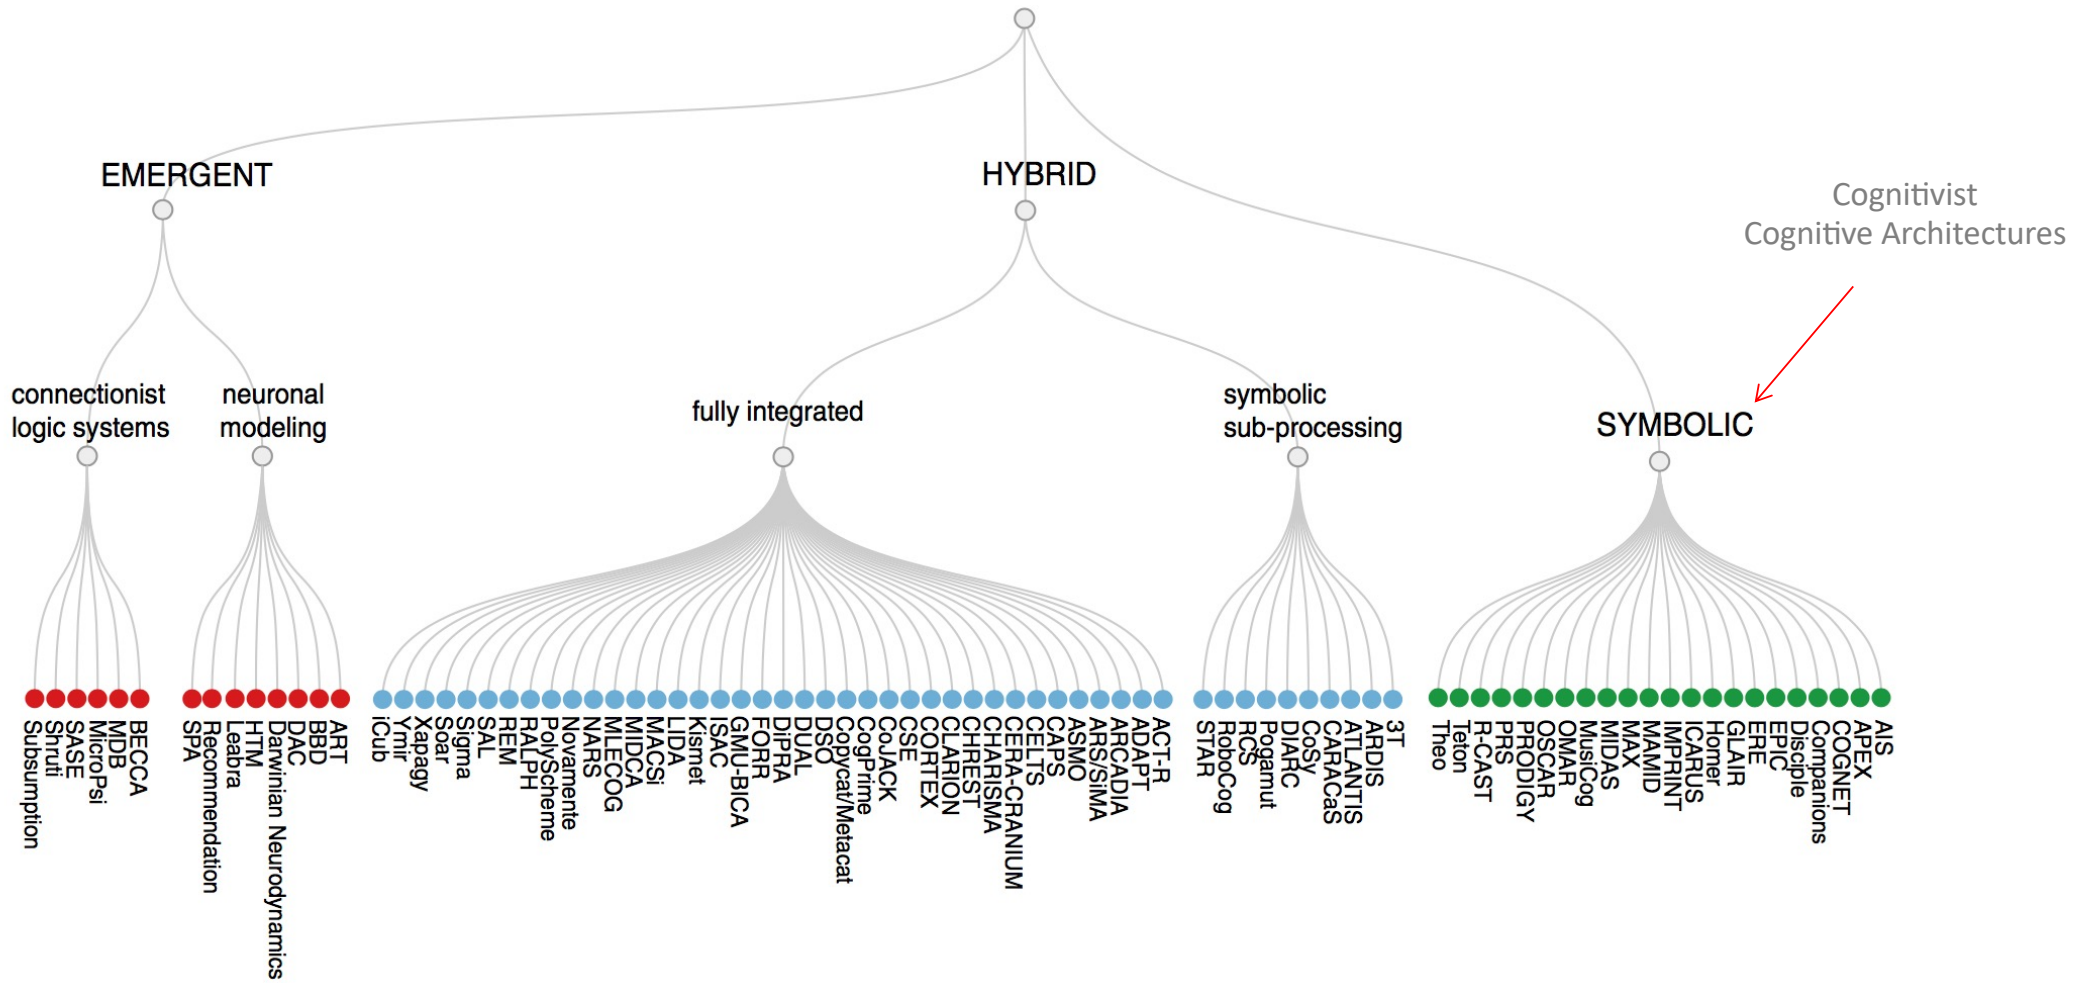 EMERGENT
HYBRID
Cognitivist
Cognitive Architectures
connectionist
logic systems
neuronal
modeling
fully integrated
symbolic
sub-processing
SYMBOLIC
Subsumption
Shruti
SASE
MicroPsi
MDB
BECCA
SPA
Recommendation
Leabra
HTM
Darwinian Neurodynamics
DAC
BBD
ART
iCub
Ymir
Xapagy
Soar
Sigma
SAL
REM
RALPH
PolyScheme
Novamente
NARS
MLECOG
MIDCA
MACSi
LIDA
Kismet
ISAC
GMU-BICA
FORR
DiPRA
DUAL
DSO
Copycat/Metacat
CogPrime
CoJACK
CSE
CORTEX
CLARION
CHREST
CHARISMA
CERA-CRANIUM
CELTS
CAPS
ASMO
ARS/SiMA
ARCADIA
ADAPT
ACT-R
STAR
RoboCog
RCS
Pogamut
DIARC
CoSy
CARACaS
ATLANTIS
ARDIS
3T
Theo
Teton
R-CAST
PRS
PRODIGY
OSCAR
OMAR
MusiCog
MIDAS
MAX
MAMID
IMPRINT
ICARUS
Homer
GLAIR
ERE
EPIC
Disciple
Companions
COGNET
APEX
AIS